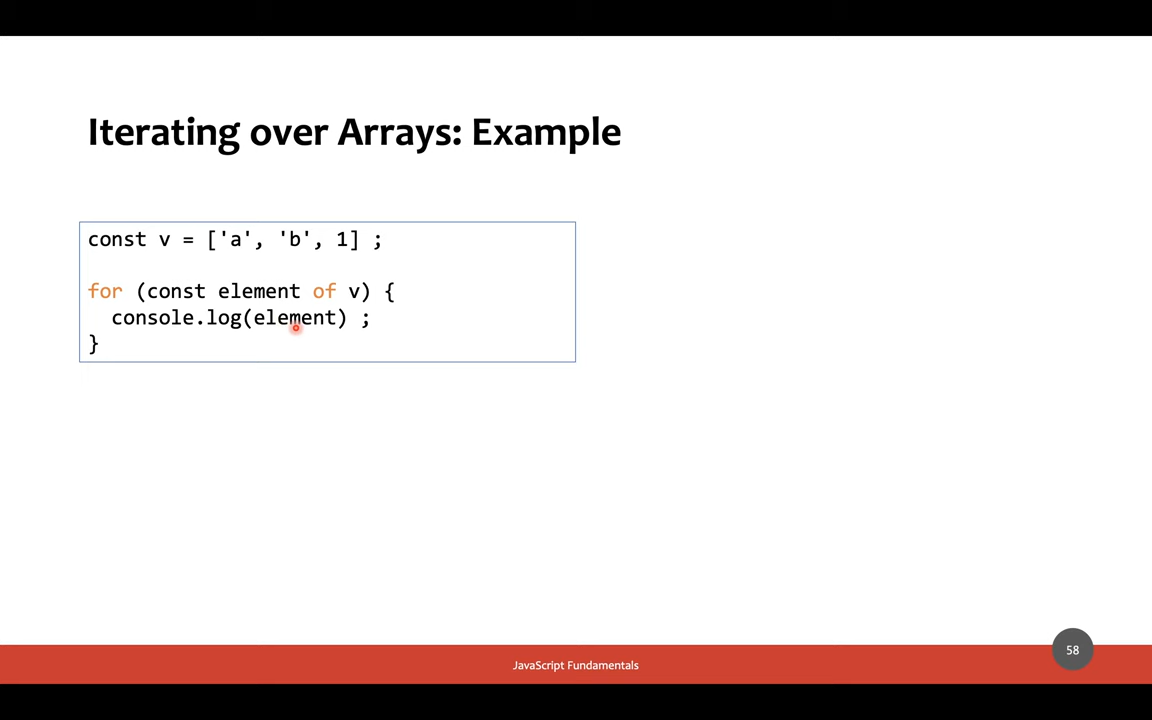 Iterating over Arrays: Example
const v = ['a', 'b', 1] ;
for (const element of v) {
console.log(element) ;
}
58
JavaScript Fundamentals